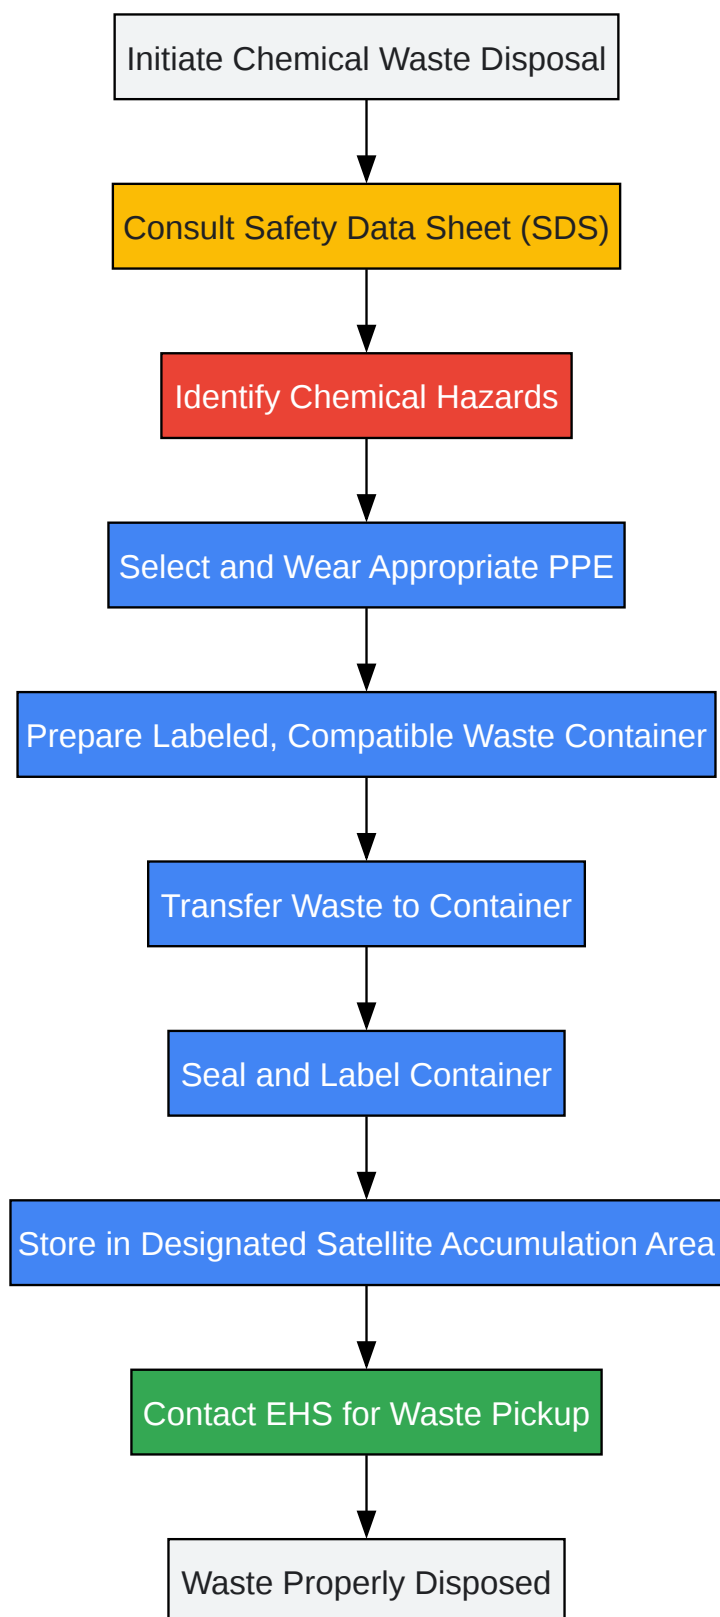 Initiate Chemical Waste Disposal
Consult Safety Data Sheet (SDS)
Identify Chemical Hazards
Select and Wear Appropriate PPE
Prepare Labeled, Compatible Waste Container
Transfer Waste to Container
Seal and Label Container
Store in Designated Satellite Accumulation Area
Contact EHS for Waste Pickup
Waste Properly Disposed